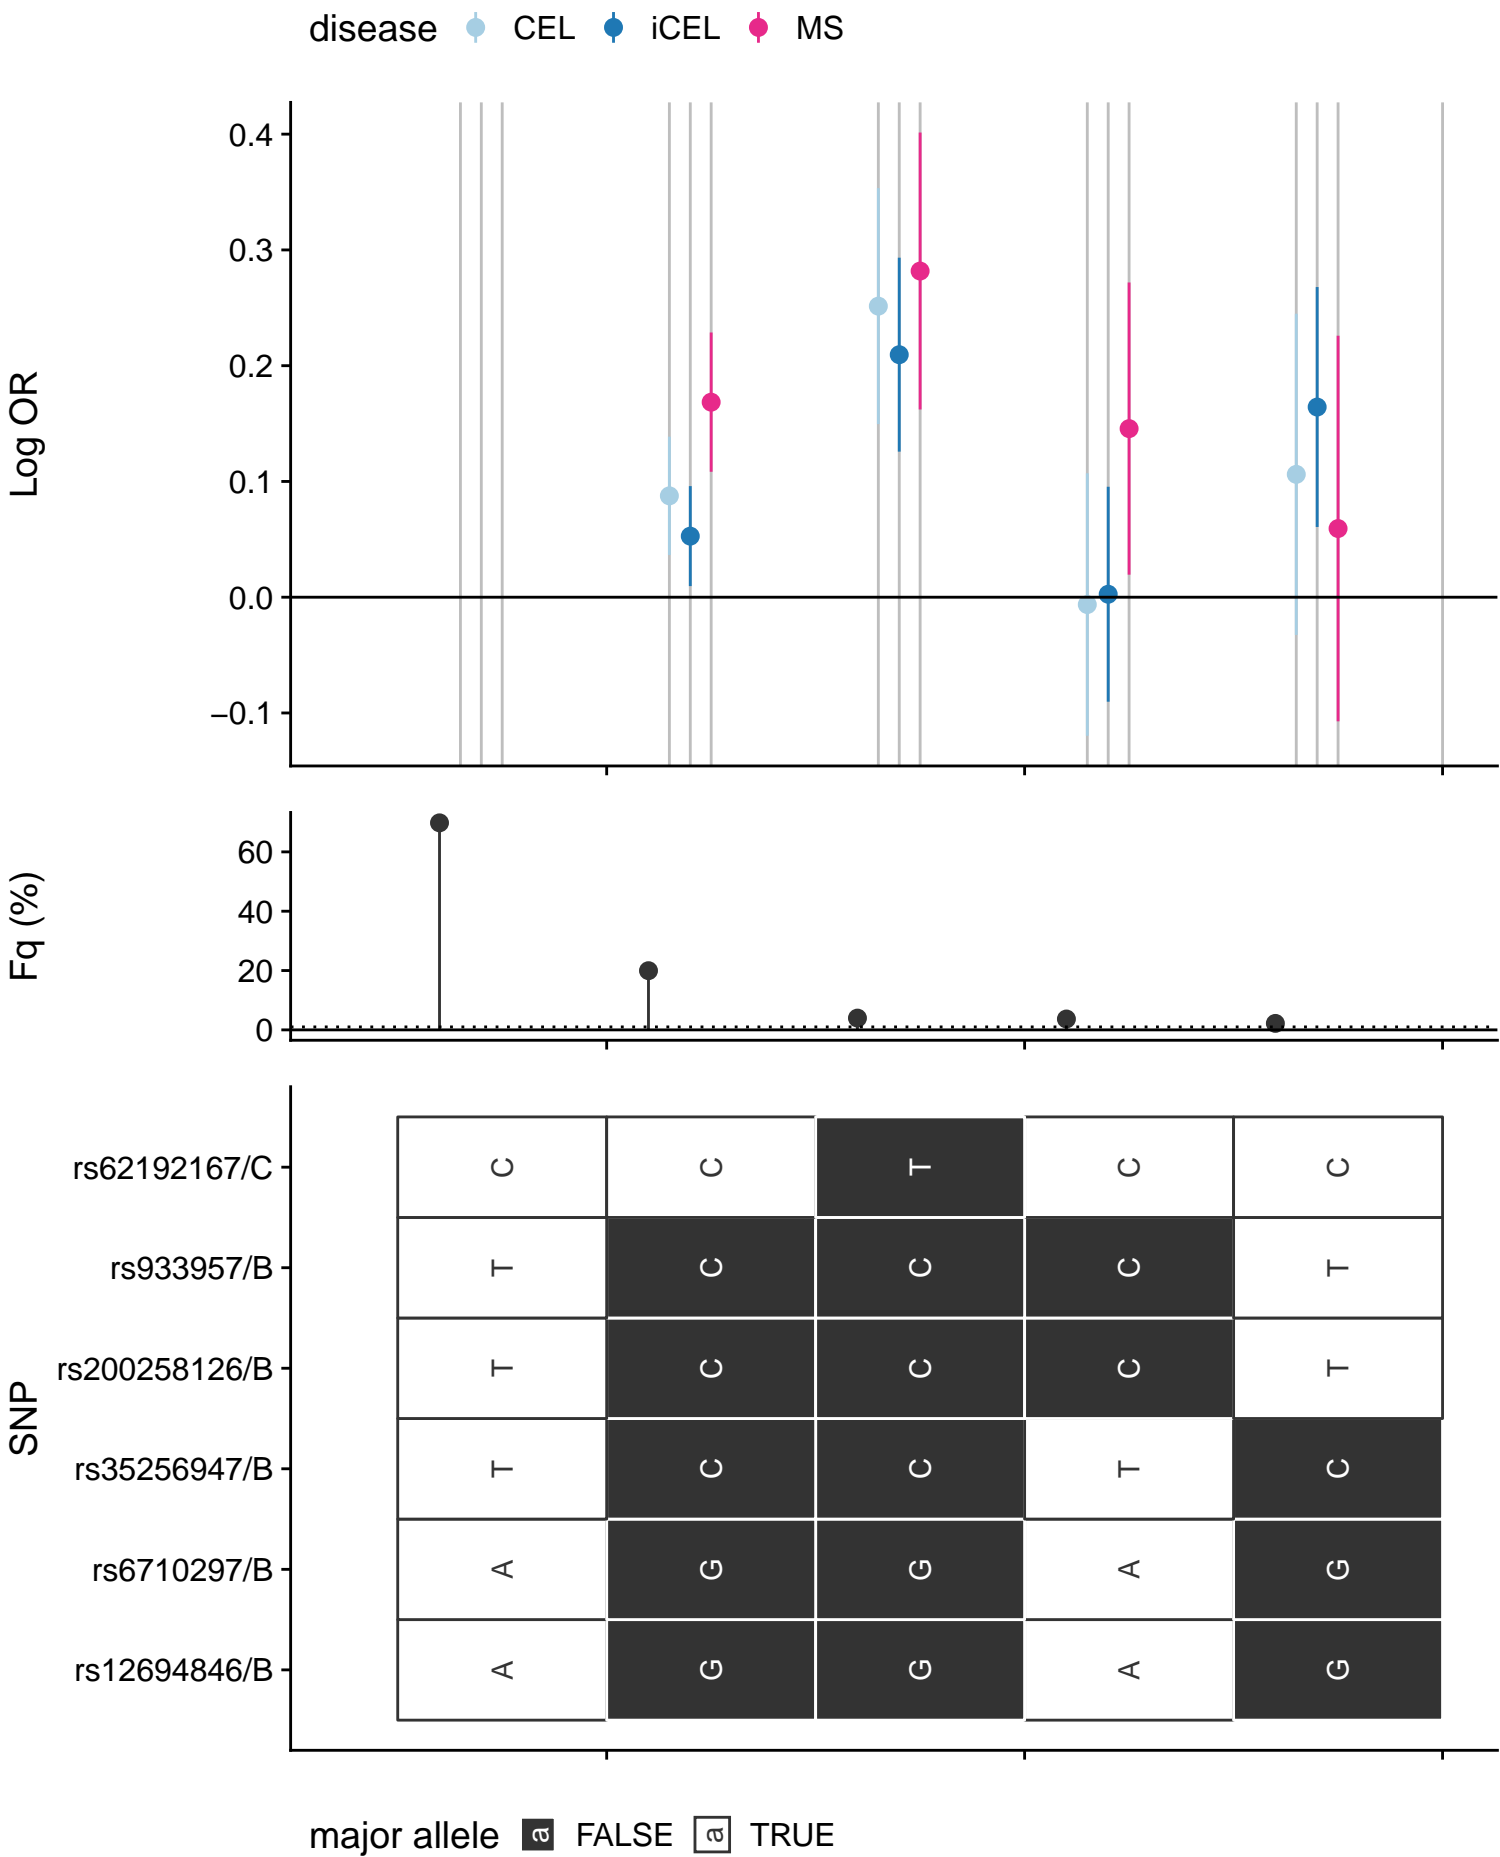 disease CEL iCEL MS
Log OR
0.4
0.3
0.2
0.1
0.0
−0.1
Fq (%)
60
40
20
0
SNP
rs62192167/C C C T C C
rs933957/B T C C C T
rs200258126/B T C C C T
rs35256947/B T C C T C
rs6710297/B A G G A G
rs12694846/B A G G A G
major allele a FALSE a TRUE